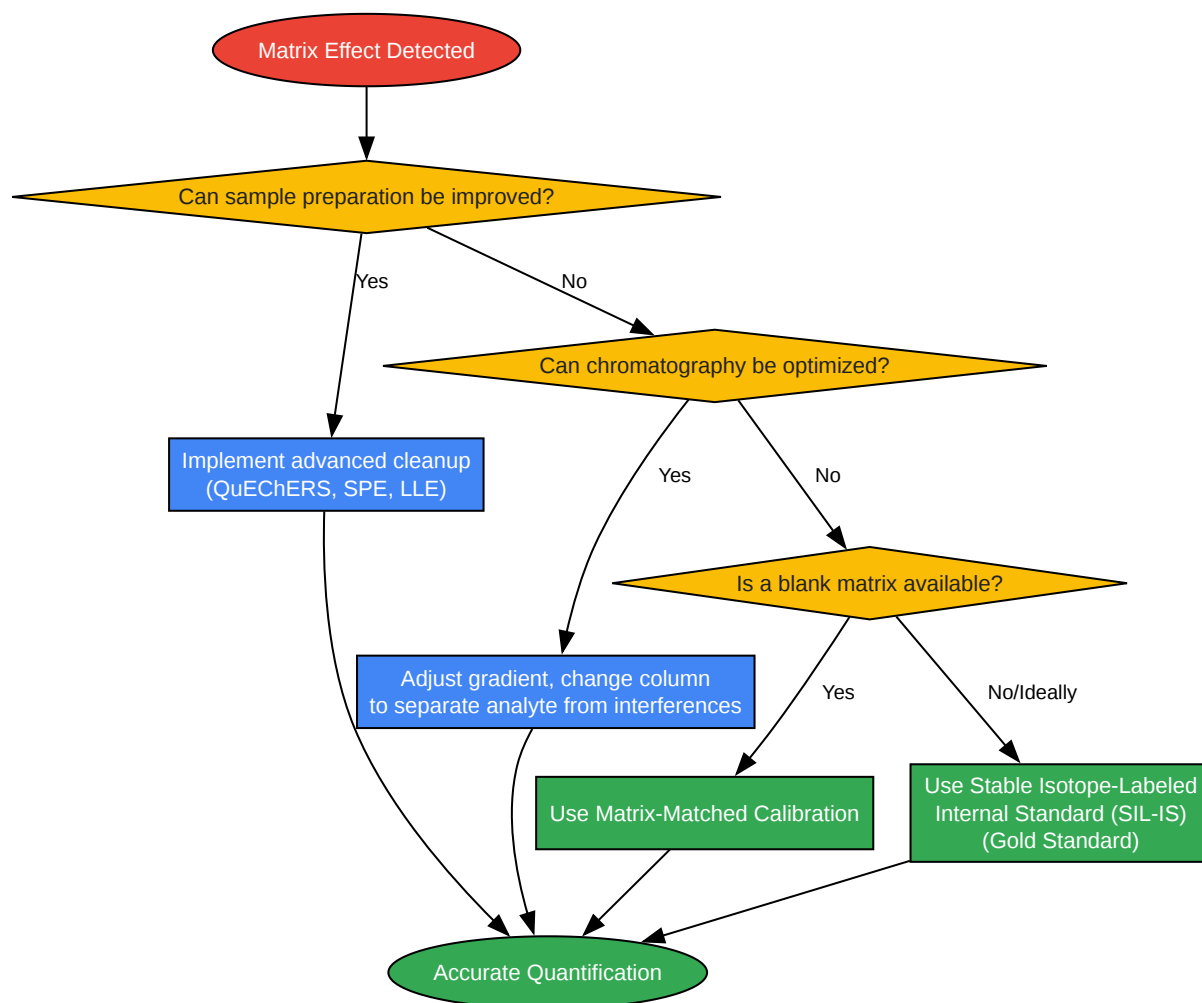 Matrix Effect Detected
Can sample preparation be improved?
Yes
No
Can chromatography be optimized?
Implement advanced cleanup
(QuEChERS, SPE, LLE)
Yes
No
Is a blank matrix available?
Adjust gradient, change column
to separate analyte from interferences
Yes
No/Ideally
Use Matrix-Matched Calibration
Use Stable Isotope-Labeled
Internal Standard (SIL-IS)
(Gold Standard)
Accurate Quantification